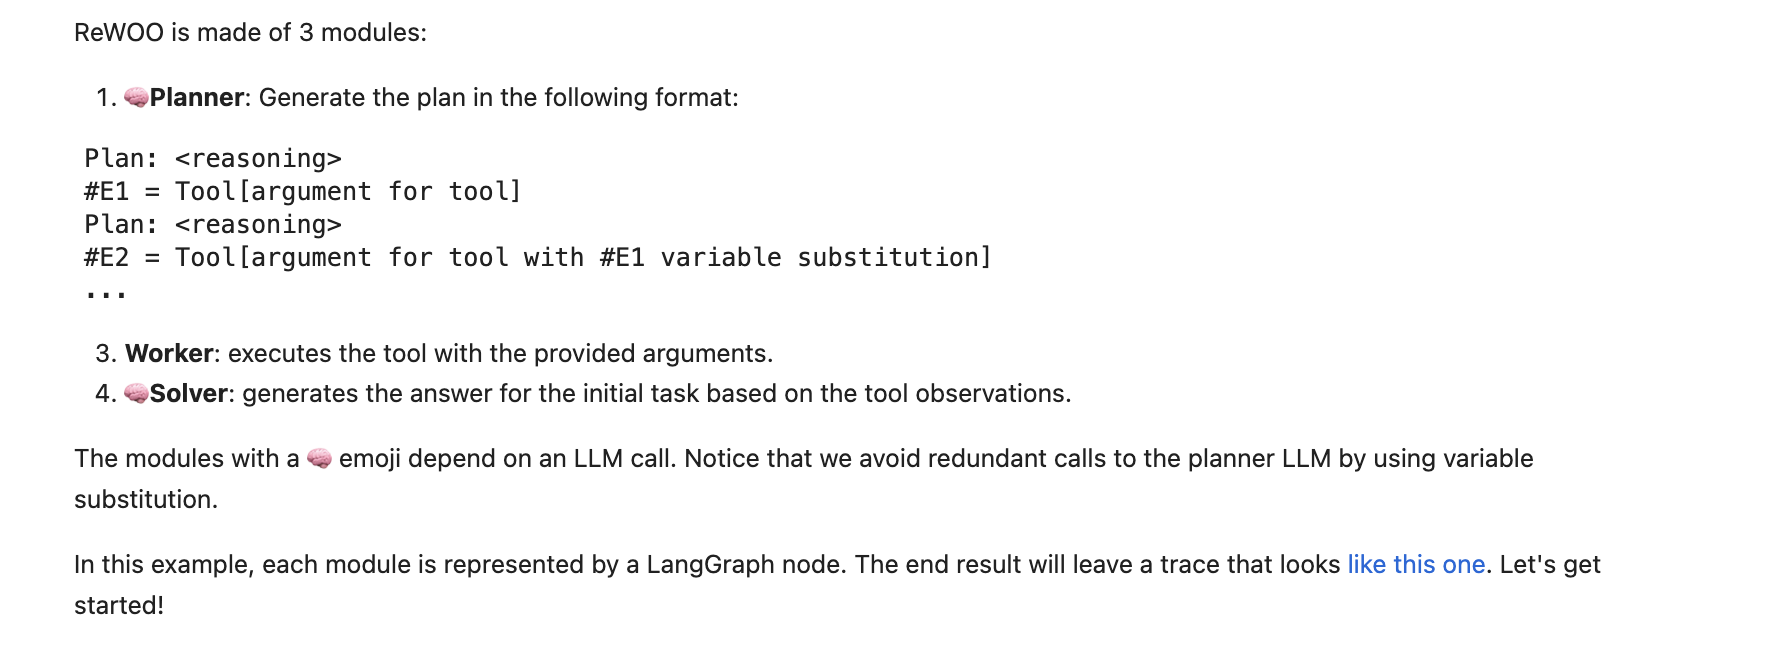 ReWOO is made of 3 modules:
1. 🧠Planner: Generate the plan in the following format:
Plan: <reasoning>
#E1 = Tool[argument for tool]
Plan: <reasoning>
#E2 = Tool[argument for tool with #E1 variable substitution]
...
3. Worker: executes the tool with the provided arguments.
4. 🧠Solver: generates the answer for the initial task based on the tool observations.
The modules with a 🧠 emoji depend on an LLM call. Notice that we avoid redundant calls to the planner LLM by using variable
substitution.
In this example, each module is represented by a LangGraph node. The end result will leave a trace that looks like this one. Let's get
started!